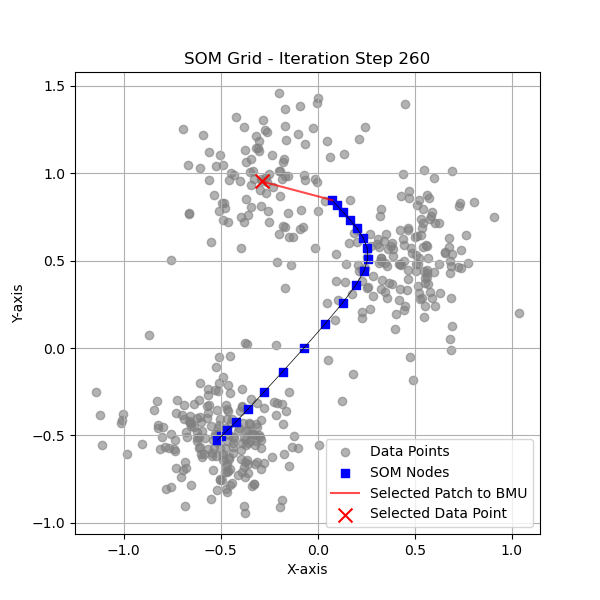 SOM Grid - Iteration Step 260
1.5
1.0
0.5
0.0
−0.5
−1.0
Y-axis
Data Points
SOM Nodes
Selected Patch to BMU
Selected Data Point
−1.0 −0.5 0.0 0.5 1.0
X-axis